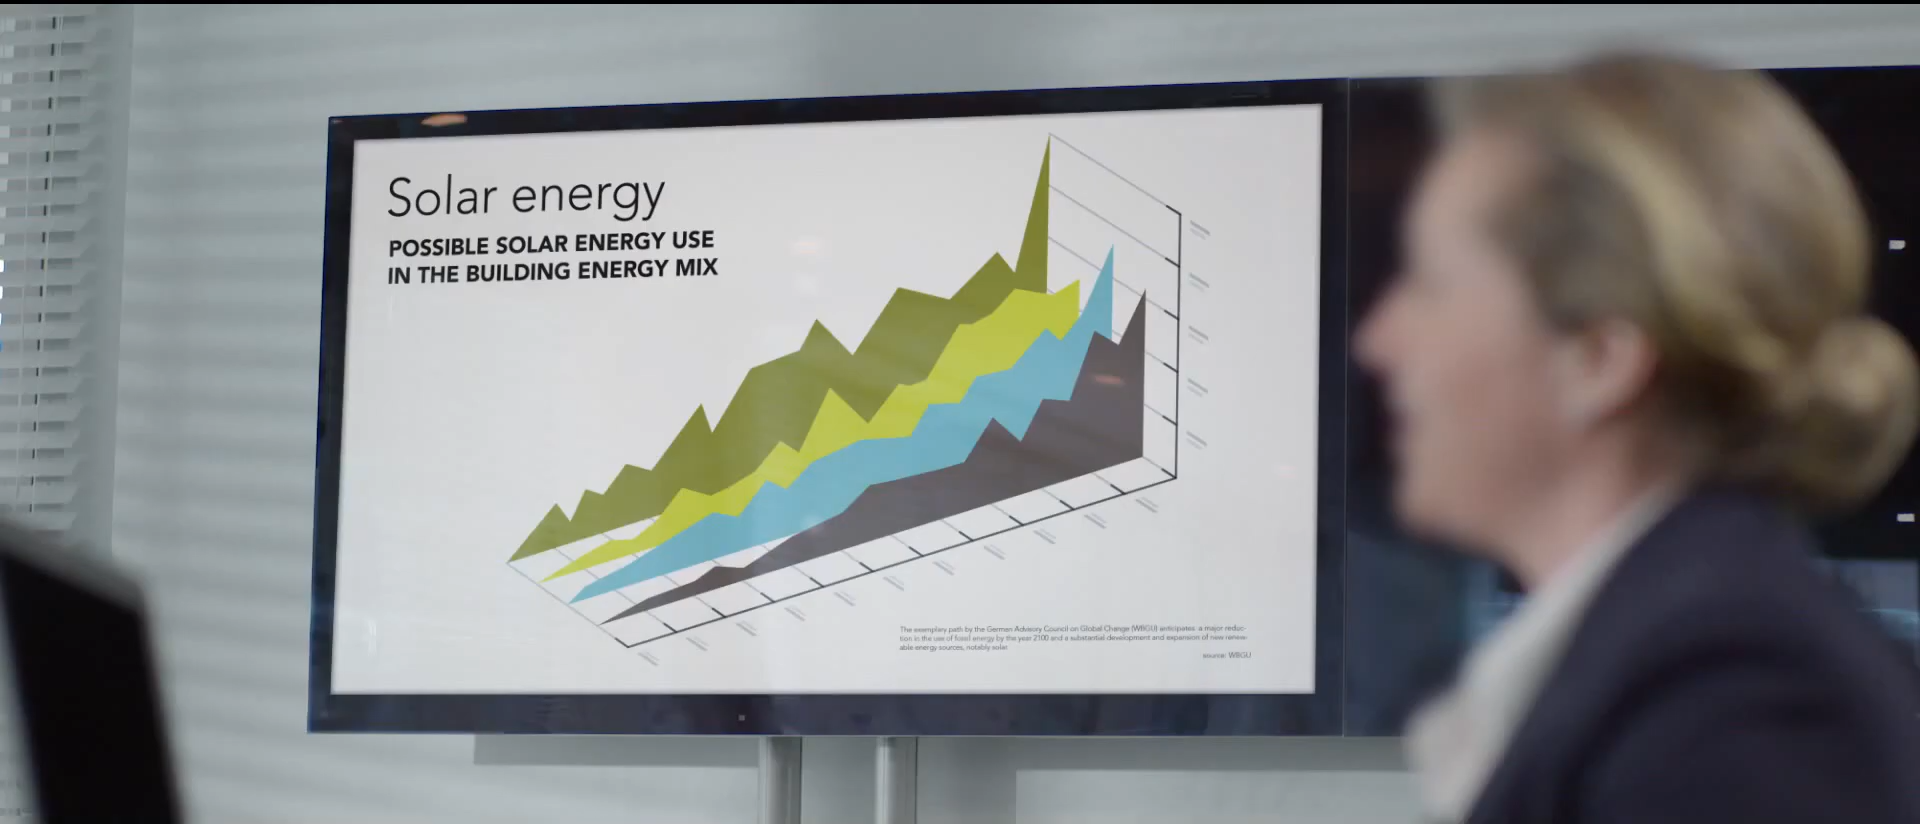 Solar energy
POSSIBLE SOLAR ENERGY USE
IN THE BUILDING ENERGY MIX
The exemplary path by the German Advisory Council on Global Change (WBGU) anticipates a major reduc-
tion in the use of fossil energy by the year 2100 and a substantial development and expansion of new renew-
able energy sources, notably solar.
source: WBGU